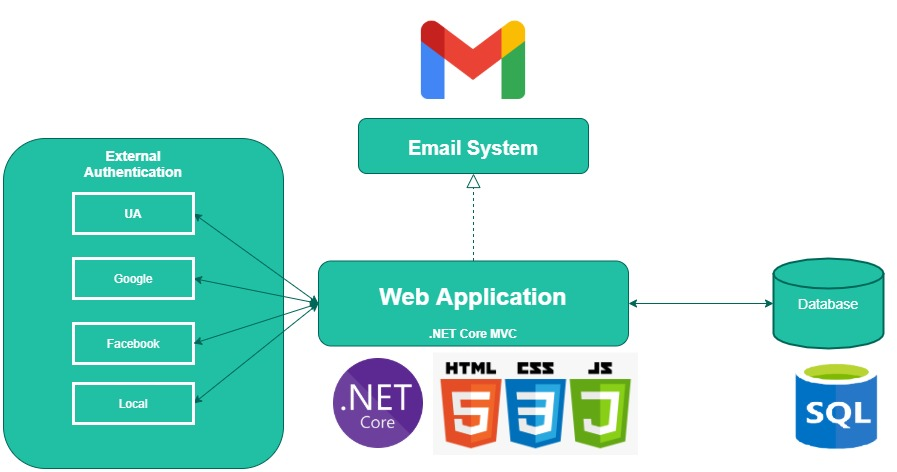 Email System
External
Authentication
UA
Google
Facebook
Local
Web Application
.NET Core MVC
Database
.NET
Core
HTML
5
CSS
3
JS
SQL